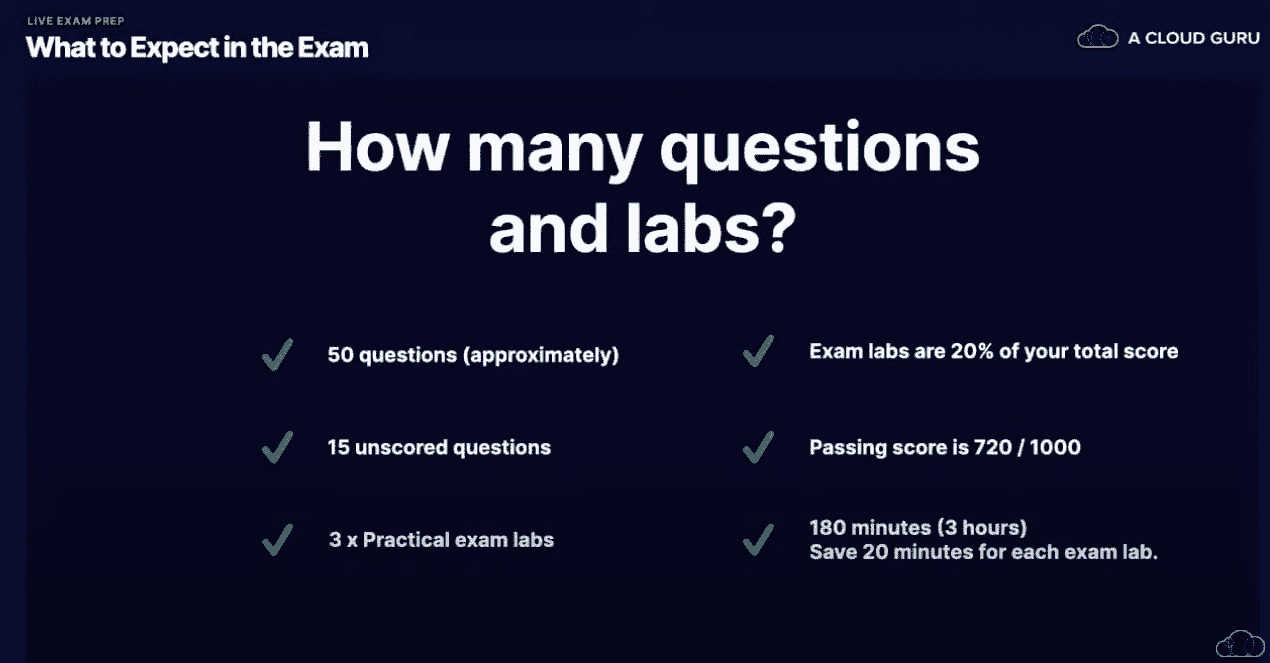 LIVE EXAM PREP
What to Expect in the Exam
A CLOUD GURU
How many questions
and labs?
50 questions (approximately)
15 unscored questions
3 x Practical exam labs
Exam labs are 20% of your total score
Passing score is 720 / 1000
180 minutes (3 hours)
Save 20 minutes for each exam lab.